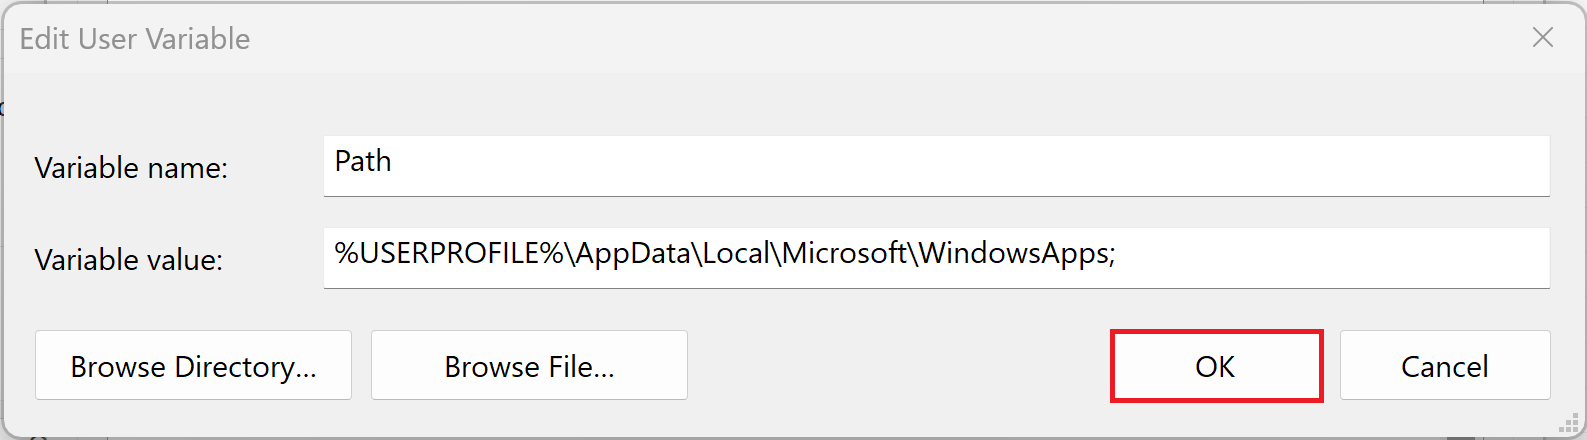 Edit User Variable
Variable name:
Path
Variable value:
%USERPROFILE%\AppData\Local\Microsoft\WindowsApps;
Browse Directory...
Browse File...
OK
Cancel